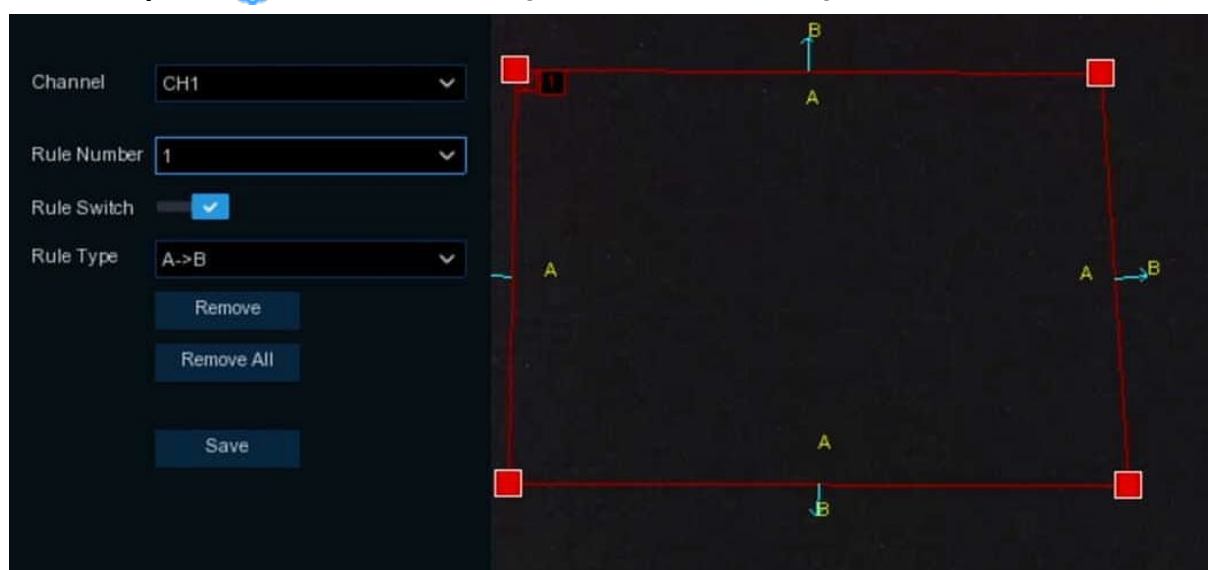 Channel
CH1
Rule Number
1
Rule Switch
Rule Type
A->B
Remove
Remove All
Save
1
B
A
A
A
B
A
B